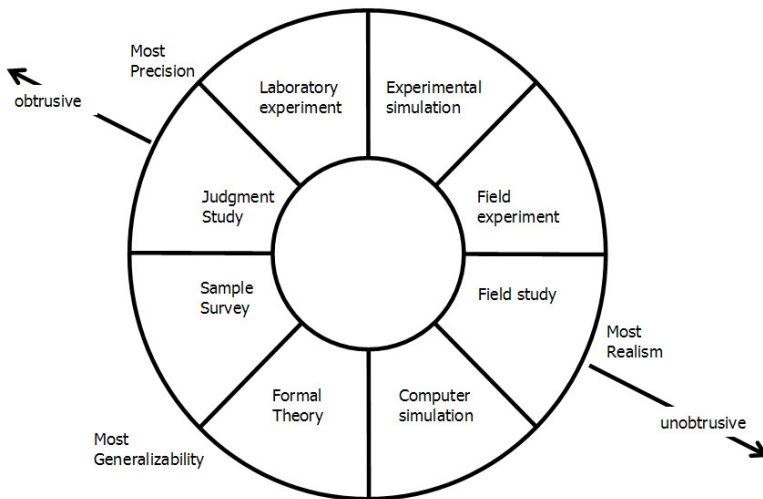 Most
Precision
obtrusive
Laboratory
experiment
Experimental
simulation
Judgment
Study
Field
experiment
Sample
Survey
Field study
Most
Realism
Formal
Theory
Computer
simulation
unobtrusive
Most
Generalizability